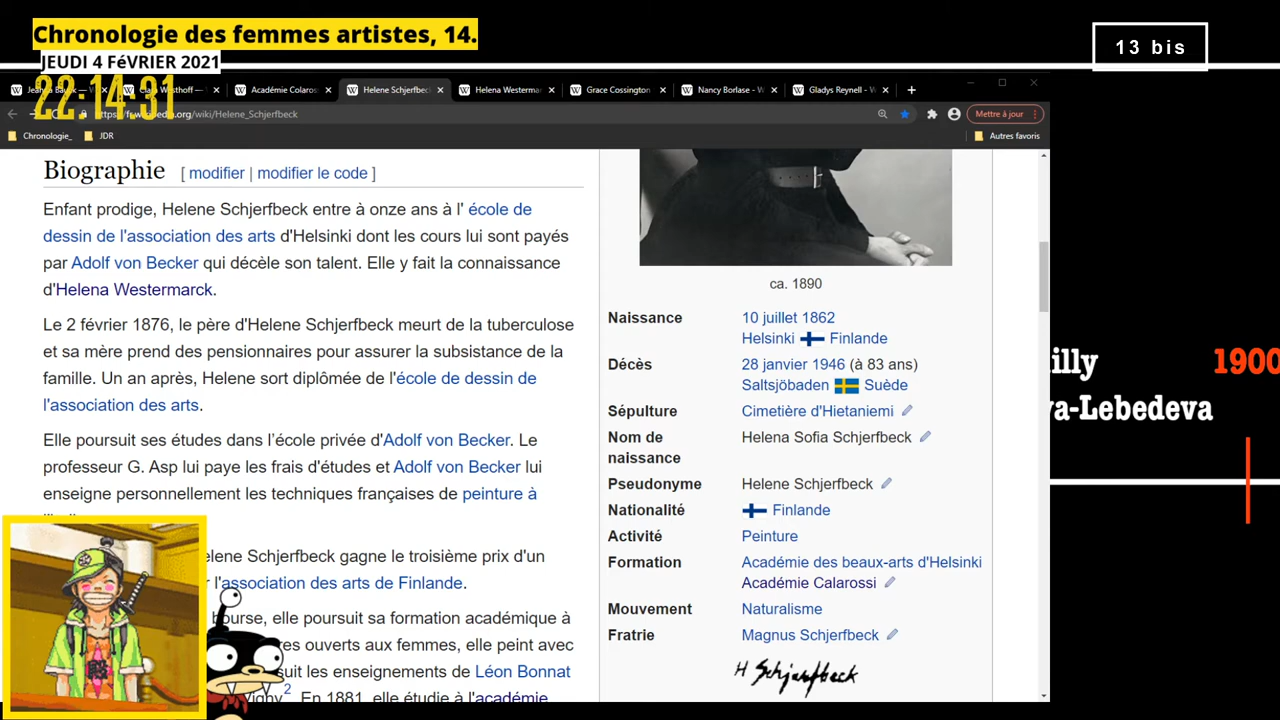 Chronologie des femmes artistes, 14.
13 bis
JEUDI 4 FéVRIER 2021
22:14:31
Académie Colaros
Helene Schjerfbeck
Helena Westerma
Grace Cossington
Nancy Borlase - W
Gladys Reynell - W
.org/wiki/Helene_Schjerfbeck
Mettre à jour
Chronologie_
JDR
Autres favoris
Biographie [ modifier | modifier le code ]
Enfant prodige, Helene Schjerfbeck entre à onze ans à l' école de
dessin de l'association des arts d'Helsinki dont les cours lui sont payés
par Adolf von Becker qui décèle son talent. Elle y fait la connaissance
d'Helena Westermarck.
Le 2 février 1876, le père d'Helene Schjerfbeck meurt de la tuberculose
et sa mère prend des pensionnaires pour assurer la subsistance de la
famille. Un an après, Helene sort diplômée de l'école de dessin de
l'association des arts.
Elle poursuit ses études dans l'école privée d'Adolf von Becker. Le
professeur G. Asp lui paye les frais d'études et Adolf von Becker lui
enseigne personnellement les techniques françaises de peinture à
elene Schjerfbeck gagne le troisième prix d'un
l'association des arts de Finlande.
bourse, elle poursuit sa formation académique à
res ouverts aux femmes, elle peint avec
suit les enseignements de Léon Bonnat
vigny2. En 1881, elle étudie à l'académie
ca. 1890
Naissance 10 juillet 1862
Helsinki Finlande
Décès 28 janvier 1946 (à 83 ans)
Saltsjöbaden Suède
Sépulture Cimetière d'Hietaniemi
Nom de Helena Sofia Schjerfbeck
naissance
Pseudonyme Helene Schjerfbeck
Nationalité Finlande
Activité Peinture
Formation Académie des beaux-arts d'Helsinki
Académie Calarossi
Mouvement Naturalisme
Fratrie Magnus Schjerfbeck
H Schjerfbeck
illy 1900
va-Lebedeva